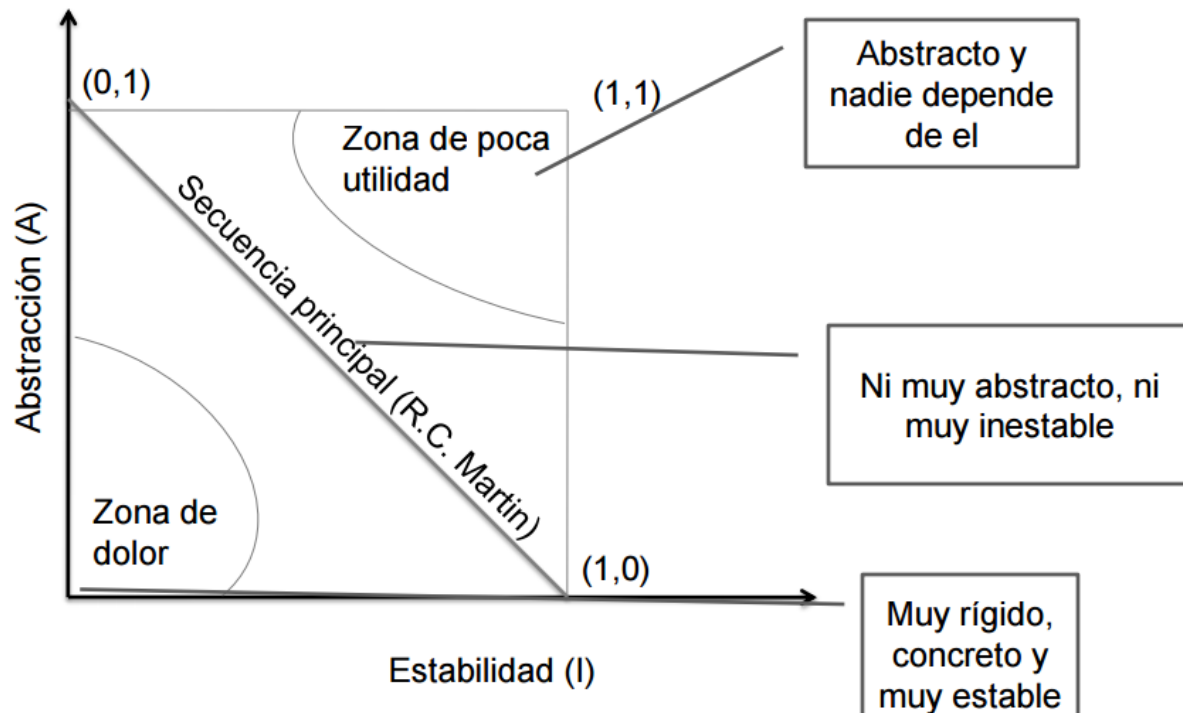 (0,1)
(1,1)
Zona de poca
utilidad
Abstracto y
nadie depende
de el
Abstracción (A)
Secuencia principal (R.C. Martin)
Ni muy abstracto, ni
muy inestable
Zona de
dolor
(1,0)
Muy rígido,
concreto y
muy estable
Estabilidad (I)